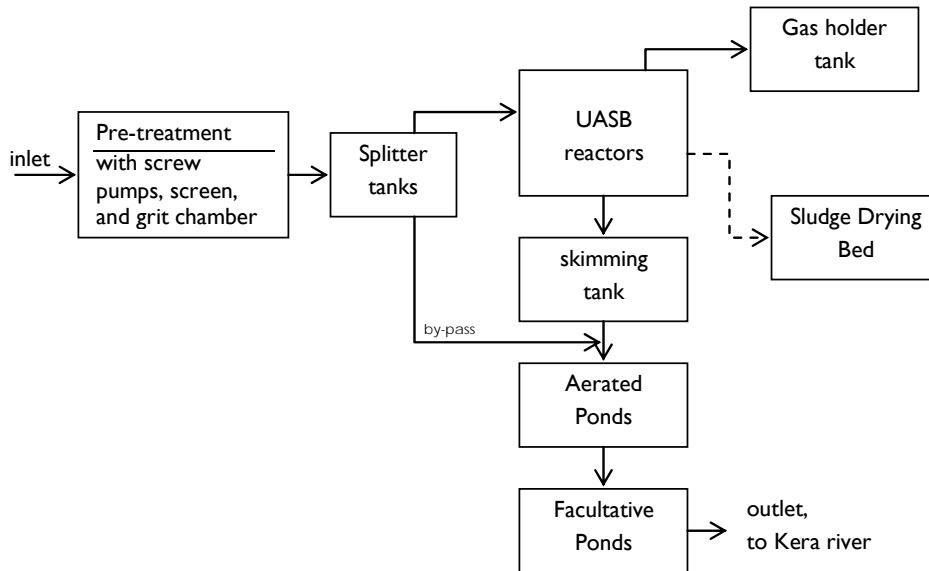 inlet
Pre-treatment
with screw
pumps, screen,
and grit chamber
Splitter
tanks
UASB
reactors
Gas holder
tank
Sludge Drying
Bed
skimming
tank
by-pass
Aerated
Ponds
Facultative
Ponds
outlet,
to Kera river